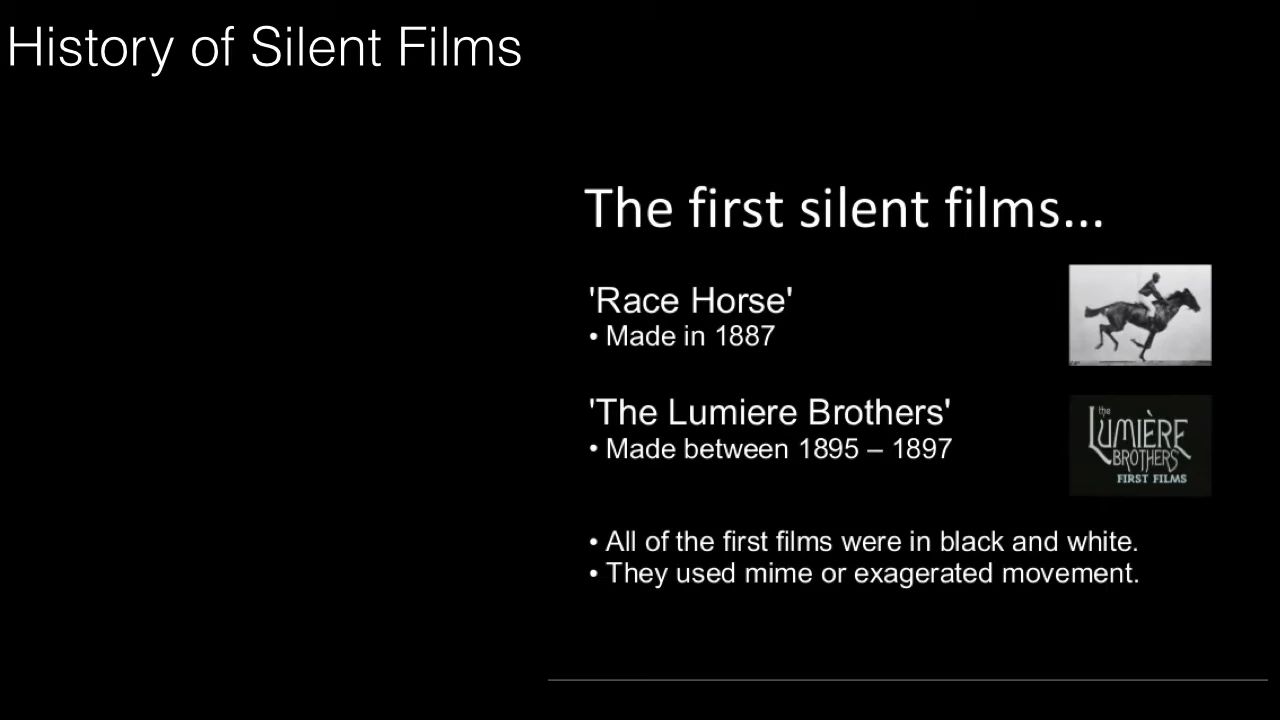 History of Silent Films
The first silent films...
'Race Horse'
• Made in 1887
'The Lumiere Brothers'
• Made between 1895 – 1897
the
LUMIÈRE
BROTHERS'
FIRST FILMS
• All of the first films were in black and white.
• They used mime or exagerated movement.